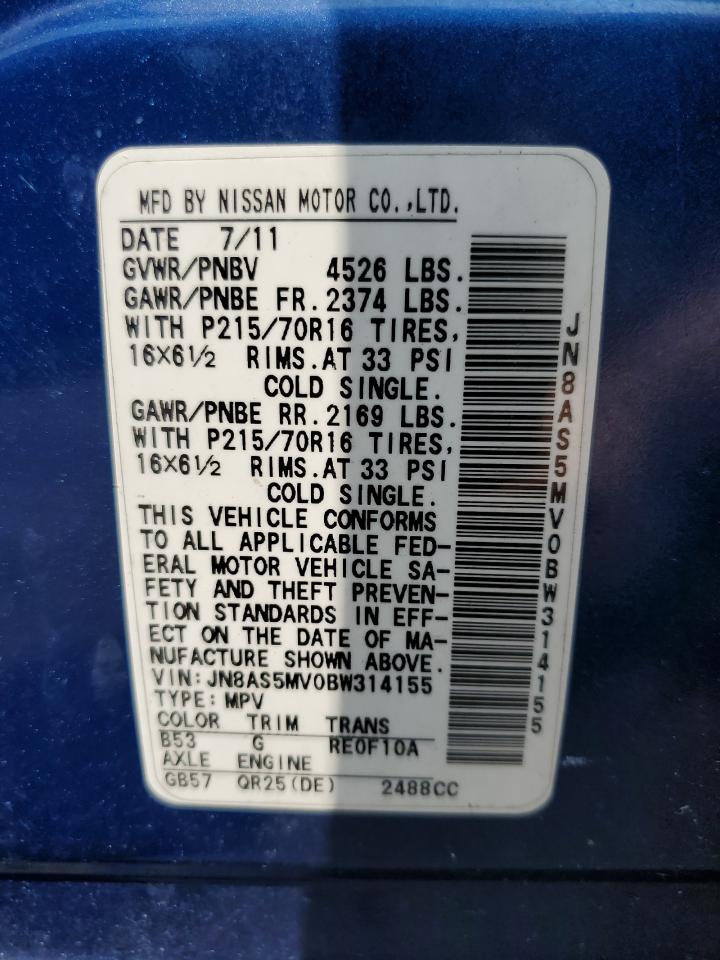 MFD BY NISSAN MOTOR CO.,LTD.
DATE 7/11
GVWR/PNBV 4526 LBS.
GAWR/PNBE FR. 2374 LBS.
WITH P215/70R16 TIRES,
16X6½ RIMS. AT 33 PSI
COLD SINGLE.
GAWR/PNBE RR. 2169 LBS.
WITH P215/70R16 TIRES,
16X6½ RIMS. AT 33 PSI
COLD SINGLE.
THIS VEHICLE CONFORMS
TO ALL APPLICABLE FED-
ERAL MOTOR VEHICLE SA-
FETY AND THEFT PREVEN-
TION STANDARDS IN EFF-
ECT ON THE DATE OF MA-
NUFACTURE SHOWN ABOVE.
VIN: JN8AS5MV0BW314155
TYPE: MPV
COLOR TRIM TRANS
B53 G RE0F10A
AXLE ENGINE
GB57 QR25(DE) 2488CC
JN8AS5MV0BW314155